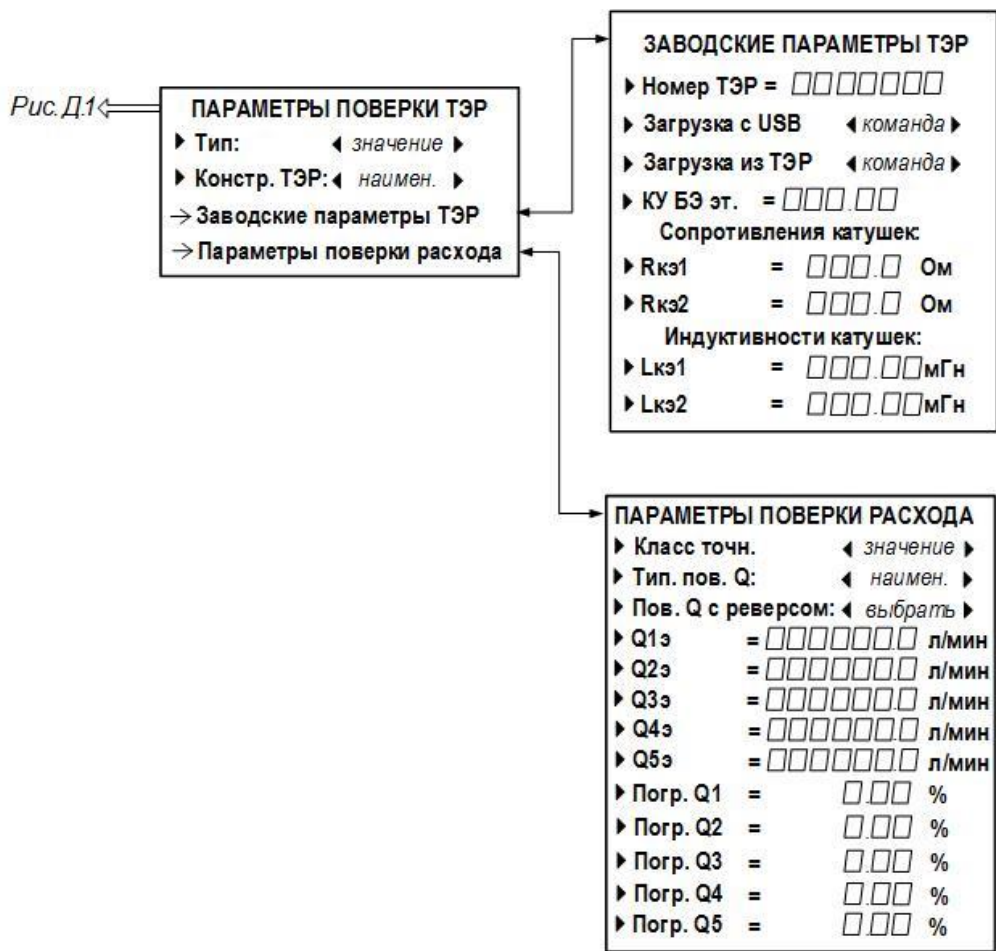 Рис. Д.1
ПАРАМЕТРЫ ПОВЕРКИ ТЭР
Тип: значение
Констр. ТЭР: наимен.
Заводские параметры ТЭР
Параметры поверки расхода
ЗАВОДСКИЕ ПАРАМЕТРЫ ТЭР
Номер ТЭР =
Загрузка с USB команда
Загрузка из ТЭР команда
КУ БЭ эт. =
Сопротивления катушек:
Rкэ1 = Ом
Rкэ2 = Ом
Индуктивности катушек:
Lкэ1 = мГн
Lкэ2 = мГн
ПАРАМЕТРЫ ПОВЕРКИ РАСХОДА
Класс точн. значение
Тип. пов. Q: наимен.
Пов. Q с реверсом: выбрать
Q1э = л/мин
Q2э = л/мин
Q3э = л/мин
Q4э = л/мин
Q5э = л/мин
Погр. Q1 = %
Погр. Q2 = %
Погр. Q3 = %
Погр. Q4 = %
Погр. Q5 = %